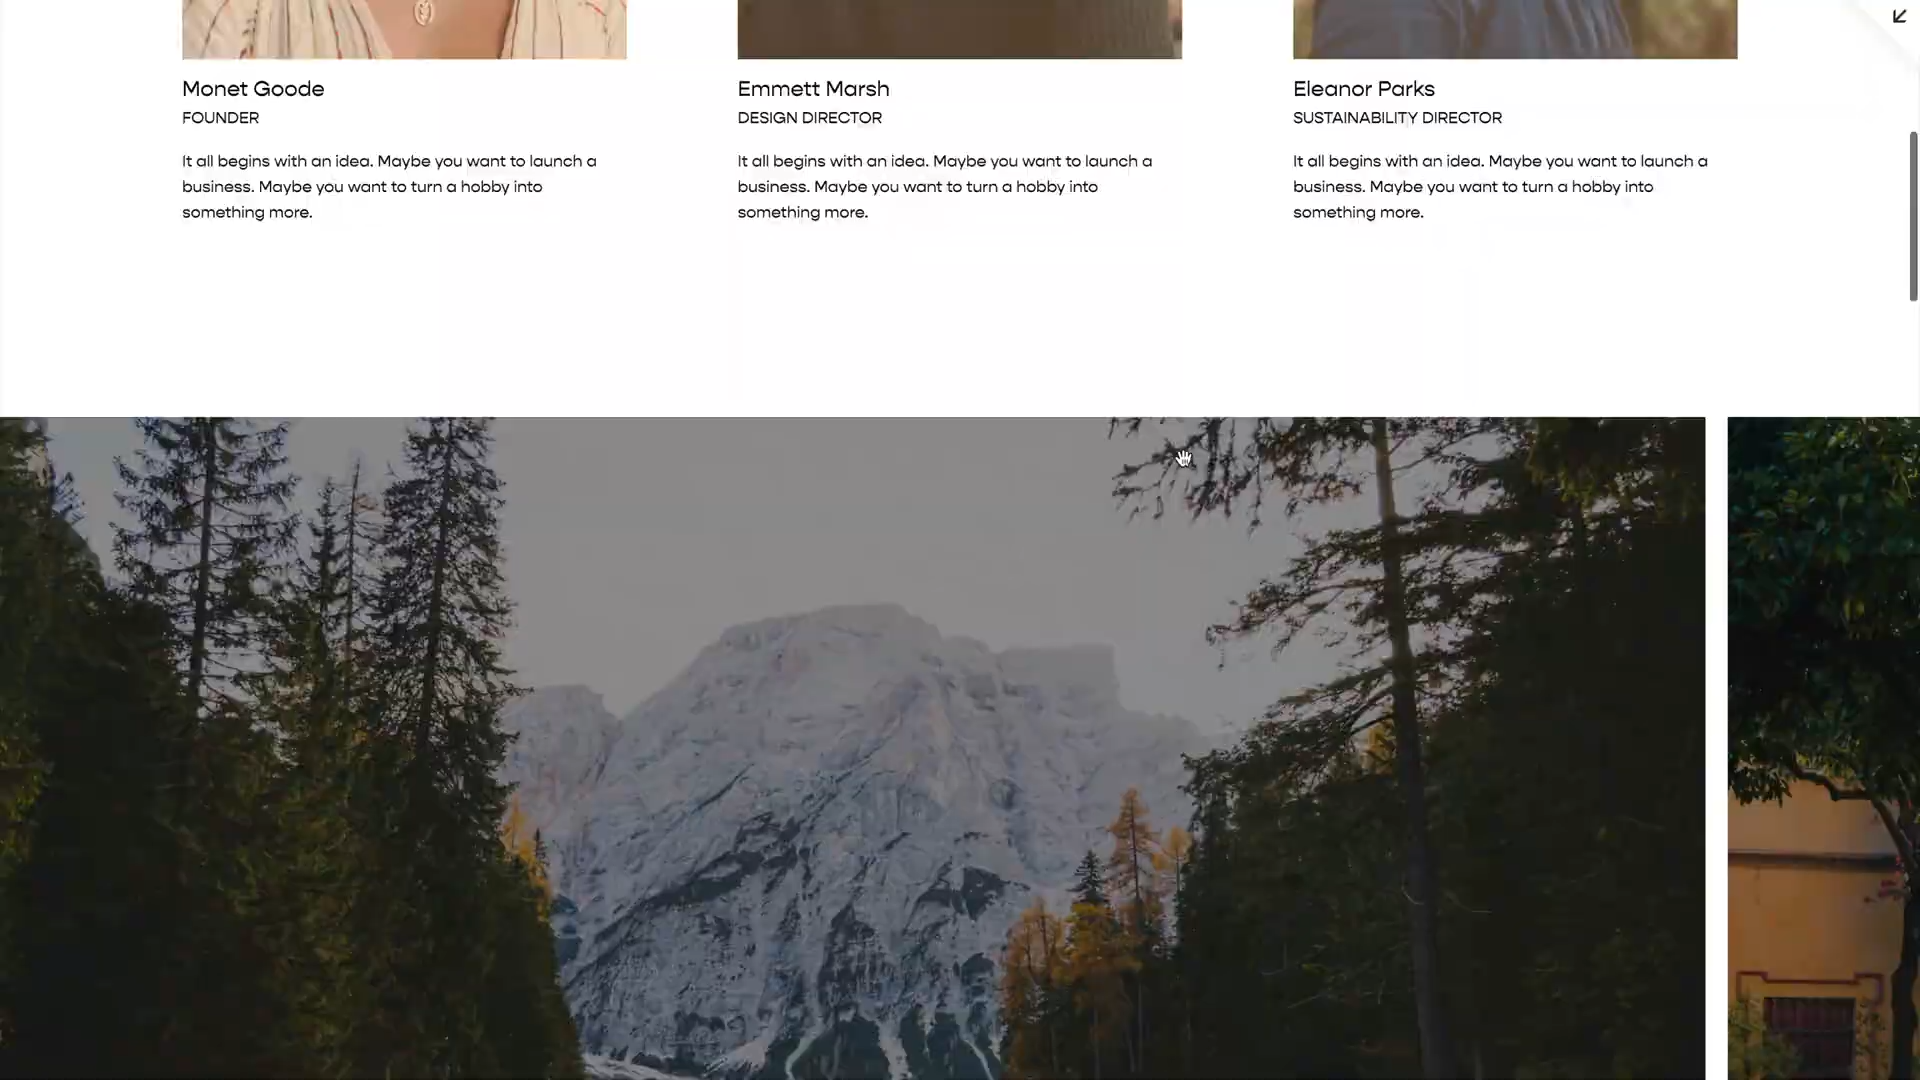 Monet Goode
FOUNDER
It all begins with an idea. Maybe you want to launch a
business. Maybe you want to turn a hobby into
something more.
Emmett Marsh
DESIGN DIRECTOR
It all begins with an idea. Maybe you want to launch a
business. Maybe you want to turn a hobby into
something more.
Eleanor Parks
SUSTAINABILITY DIRECTOR
It all begins with an idea. Maybe you want to launch a
business. Maybe you want to turn a hobby into
something more.